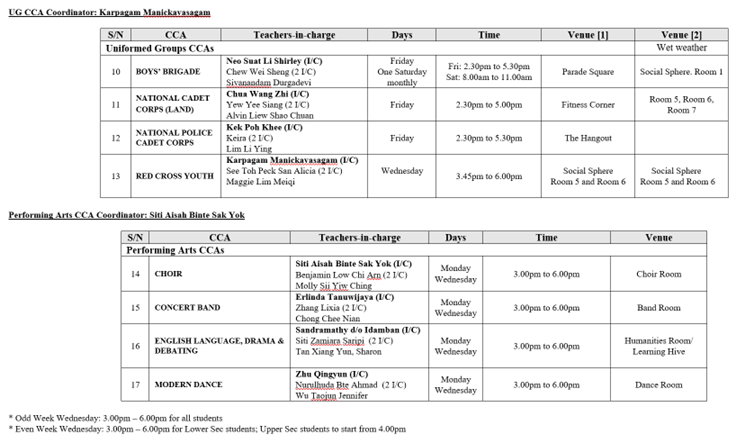 UG CCA Coordinator: Karpagam Manickavasagam
S/N CCA Teachers-in-charge Days Time Venue [1] Venue [2]
Uniformed Groups CCAs Wet weather
10 BOYS' BRIGADE Neo Suat Li Shirley (I/C)
Chew Wei Sheng (2 I/C)
Sivanandam Durgadevi Friday
One Saturday
monthly Fri: 2.30pm to 5.30pm
Sat: 8.00am to 11.00am Parade Square Social Sphere. Room 1
11 NATIONAL CADET
CORPS (LAND) Chua Wang Zhi (I/C)
Yew Yee Siang (2 I/C)
Alvin Liew Shao Chuan Friday 2.30pm to 5.00pm Fitness Corner Room 5, Room 6,
Room 7
12 NATIONAL POLICE
CADET CORPS Kek Poh Khee (I/C)
Keira (2 I/C)
Lim Li Ying Friday 2.30pm to 5.30pm The Hangout
13 RED CROSS YOUTH Karpagam Manickavasagam (I/C)
See Toh Peck San Alicia (2 I/C)
Maggie Lim Meiqi Wednesday 3.45pm to 6.00pm Social Sphere
Room 5 and Room 6 Social Sphere
Room 5 and Room 6
Performing Arts CCA Coordinator: Siti Aisah Binte Sak Yok
S/N CCA Teachers-in-charge Days Time Venue
Performing Arts CCAs
14 CHOIR Siti Aisah Binte Sak Yok (I/C)
Benjamin Low Chi Arn (2 I/C)
Molly Sii Yiw Ching Monday
Wednesday 3.00pm to 6.00pm Choir Room
15 CONCERT BAND Erlinda Tanuwijaya (I/C)
Zhang Lixia (2 I/C)
Chong Chee Nian Monday
Wednesday 3.00pm to 6.00pm Band Room
16 ENGLISH LANGUAGE, DRAMA &
DEBATING Sandramathy d/o Idamban (I/C)
Siti Zamiara Saripi (2 I/C)
Tan Xiang Yun, Sharon Monday
Wednesday 3.00pm to 6.00pm Humanities Room/
Learning Hive
17 MODERN DANCE Zhu Qingyun (I/C)
Nurulhuda Bte Ahmad (2 I/C)
Wu Taojun Jennifer Monday
Wednesday 3.00pm to 6.00pm Dance Room
* Odd Week Wednesday: 3.00pm – 6.00pm for all students
* Even Week Wednesday: 3.00pm – 6.00pm for Lower Sec students; Upper Sec students to start from 4.00pm